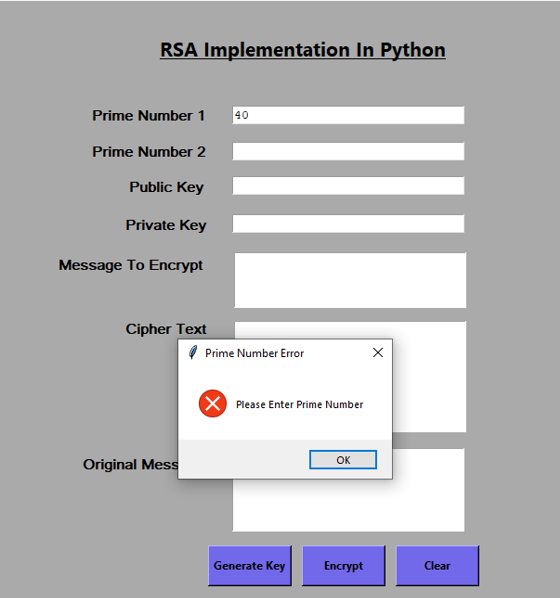 RSA Implementation In Python
Prime Number 1
40
Prime Number 2
Public Key
Private Key
Message To Encrypt
Cipher Text
Prime Number Error
Please Enter Prime Number
OK
Original Mess
Generate Key
Encrypt
Clear